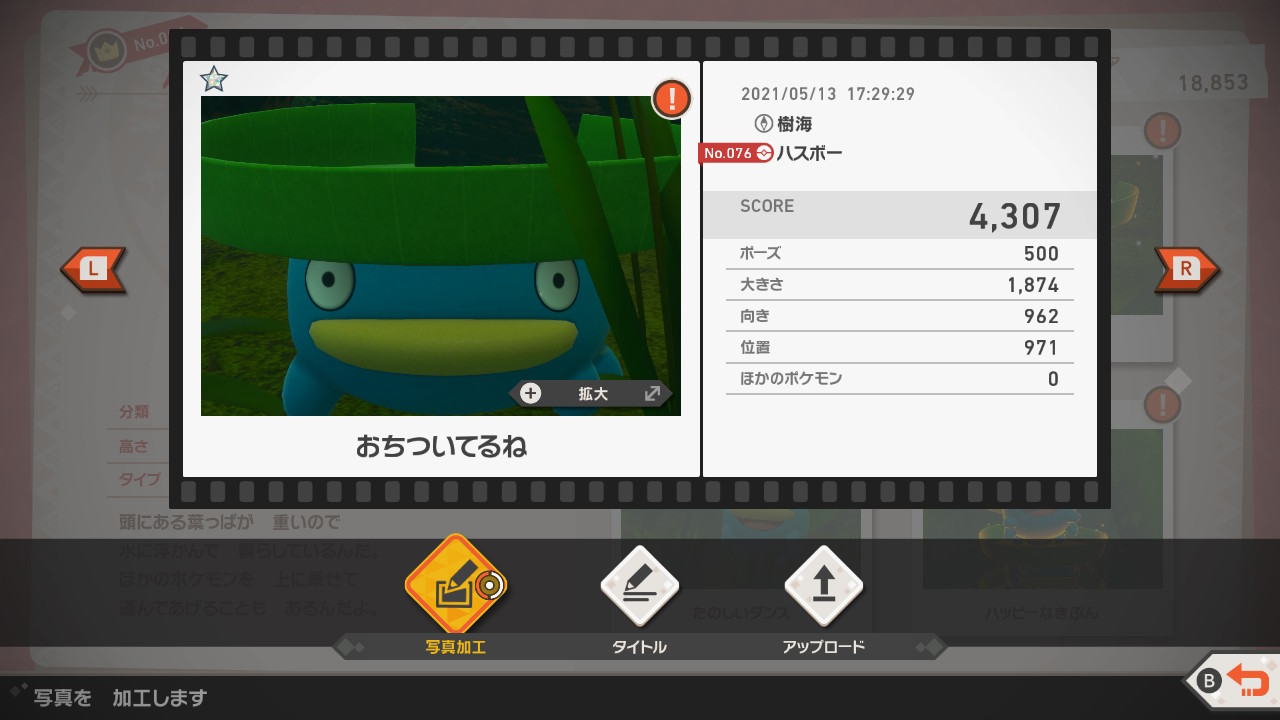 No.0
18,853
2021/05/13 17:29:29
樹海
No.076 ハスボー
SCORE 4,307
ポーズ 500
大きさ 1,874
向き 962
位置 971
ほかのポケモン 0
L
R
拡大
おちついてるね
分類
高さ
タイプ
頭にある葉っぱが 重いので
水に浮かんで 暮らしているんだ。
ほかのポケモンを 上に乗せて
運んであげることも あるんだよ。
たのしいダンス
ハッピーなきぶん
写真加工
タイトル
アップロード
写真を 加工します
B